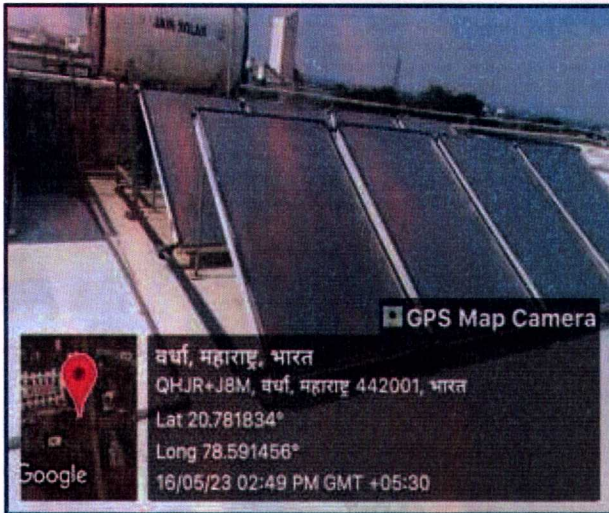 JAIN SOLAR
GPS Map Camera
वर्धा, महाराष्ट्र, भारत
QHJR+J8M, वर्धा, महाराष्ट्र 442001, भारत
Lat 20.781834°
Long 78.591456°
16/05/23 02:49 PM GMT +05:30
Google